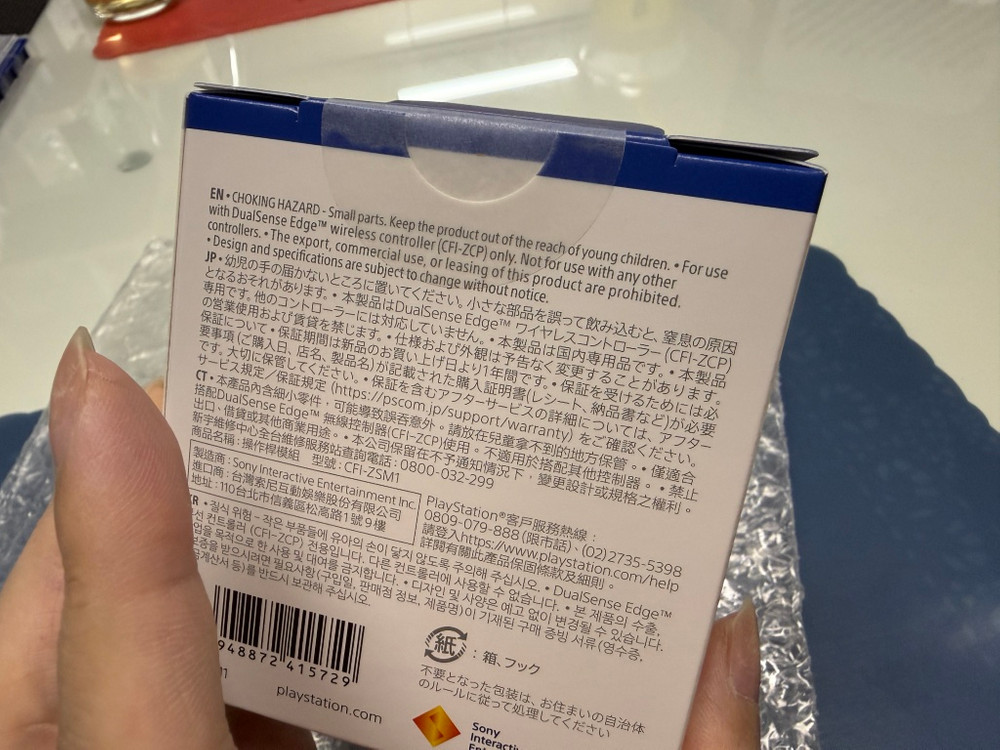 EN • CHOKING HAZARD - Small parts. Keep the product out of the reach of young children. • For use
with DualSense Edge™ wireless controller (CFI-ZCP) only. Not for use with any other
controllers. • The export, commercial use, or leasing of this product are prohibited.
• Design and specifications are subject to change without notice.
JP • 幼児の手の届かないところに置いてください。小さな部品を誤って飲み込むと、窒息の原因
となるおそれがあります。 • 本製品はDualSense Edge™ ワイヤレスコントローラー (CFI-ZCP)
専用です。他のコントローラーには対応していません。 • 本製品は国内専用品です。 • 本製品
の営業使用および賃貸を禁じます。 • 仕様および外観は予告なく変更することがあります。
保証について • 保証期間は新品のお買い上げ日より1年間です。 • 保証を受けるためには必
要事項(ご購入日、店名、製品名)が記載された購入証明書(レシート、納品書など)が必要
です。大切に保管してください。 • 保証を含むアフターサービスの詳細については、アフター
サービス規定／保証規定 (https://pscom.jp/support/warranty) をご確認ください。
CT • 本產品內含細小零件，可能導致誤吞意外。請放在兒童拿不到的地方保管。 • 僅適合
搭配DualSense Edge™ 無線控制器(CFI-ZCP)使用。不適用於搭配其他控制器。 • 禁止
出口、借貸或其他商業用途。 • 本公司保留在不予通知情況下，變更設計或規格之權利。
新宇維修中心全台維修服務站查詢電話：0800-032-299
商品名稱：操作桿模組 型號：CFI-ZSM1
製造商：Sony Interactive Entertainment Inc.
進口商：台灣索尼互動娛樂股份有限公司
地址：110台北市信義區松高路1號9樓
PlayStation®客戶服務熱線：
0809-079-888 (限市話)、(02)2735-5398
請登入https://www.playstation.com/help
詳閱有關此產品保固條款及細則。
KR • 질식 위험 - 작은 부품들에 유아의 손이 닿지 않도록 주의해 주십시오. • DualSense Edge™
선 컨트롤러 (CFI-ZCP) 전용입니다. 다른 컨트롤러에 사용할 수 없습니다. • 본 제품의 수출,
업을 목적으로 한 사용 및 대여를 금지합니다. • 디자인 및 사양은 예고 없이 변경될 수 있습니다.
보증을 받으시려면 필요사항(구입일, 판매점 정보, 제품명)이 기재된 구매 증빙 서류(영수증,
금계산서 등)를 반드시 보관해 주십시오.
948872 415729
紙 : 箱、フック
不要となった包装は、お住まいの自治体
のルールに従って処理してください
playstation.com
Sony